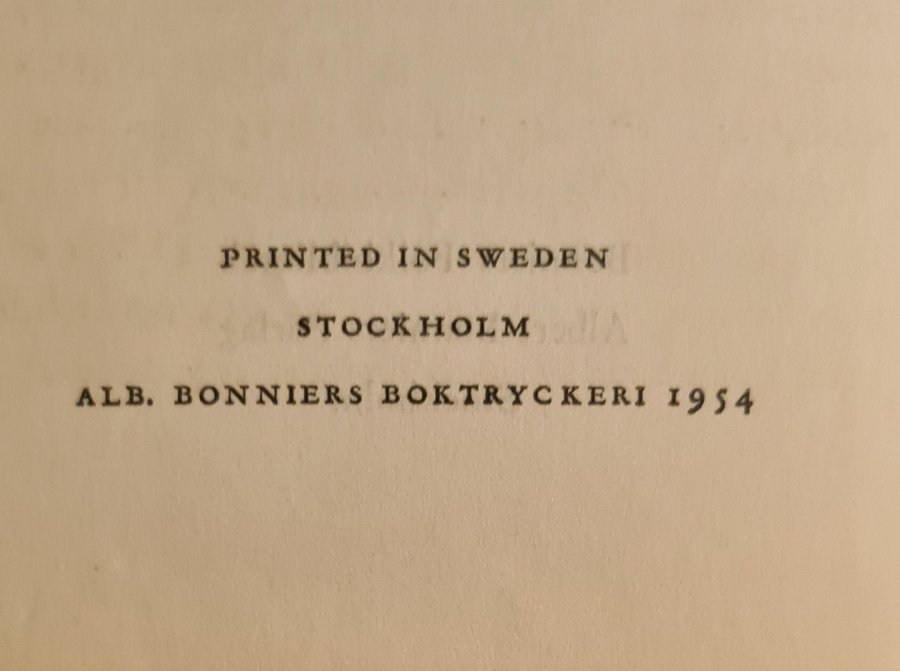 PRINTED IN SWEDEN
STOCKHOLM
ALB. BONNIERS BOKTRYCKERI 1954